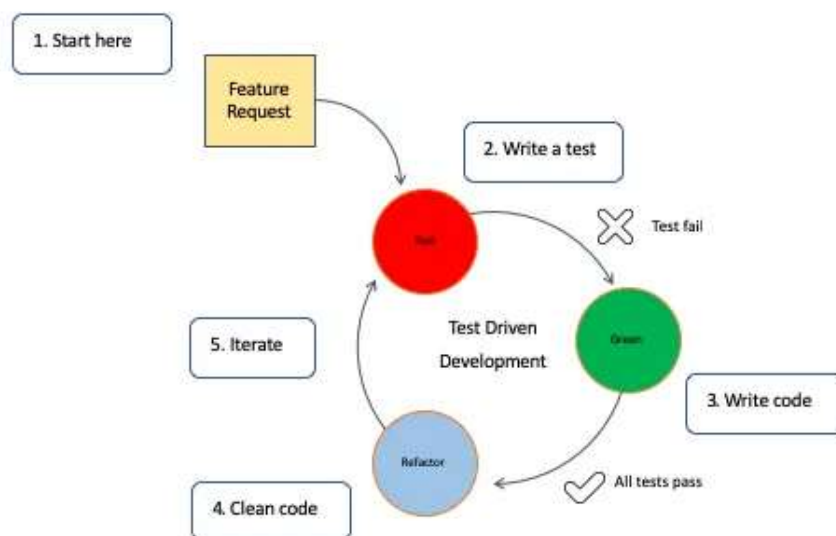 1. Start here
Feature
Request
2. Write a test
Test fail
Red
Test Driven
Development
Green
5. Iterate
3. Write code
Refactor
All tests pass
4. Clean code